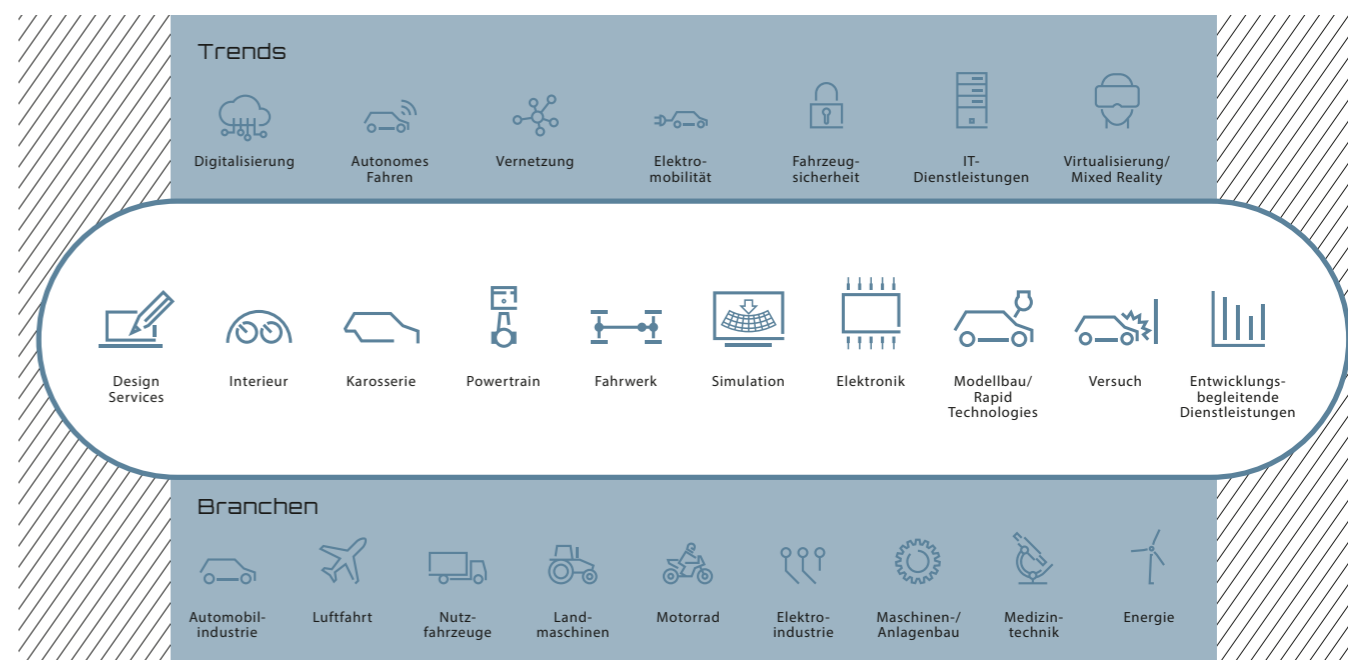 Trends
Digitalisierung
Autonomes
Fahren
Vernetzung
Elektro-
mobilität
Fahrzeug-
sicherheit
IT-
Dienstleistungen
Virtualisierung/
Mixed Reality
Design
Services
Interieur
Karosserie
Powertrain
Fahrwerk
Simulation
Elektronik
Modellbau/
Rapid
Technologies
Versuch
Entwicklungs-
begleitende
Dienstleistungen
Branchen
Automobil-
industrie
Luftfahrt
Nutz-
fahrzeuge
Land-
maschinen
Motorrad
Elektro-
industrie
Maschinen-/
Anlagenbau
Medizin-
technik
Energie